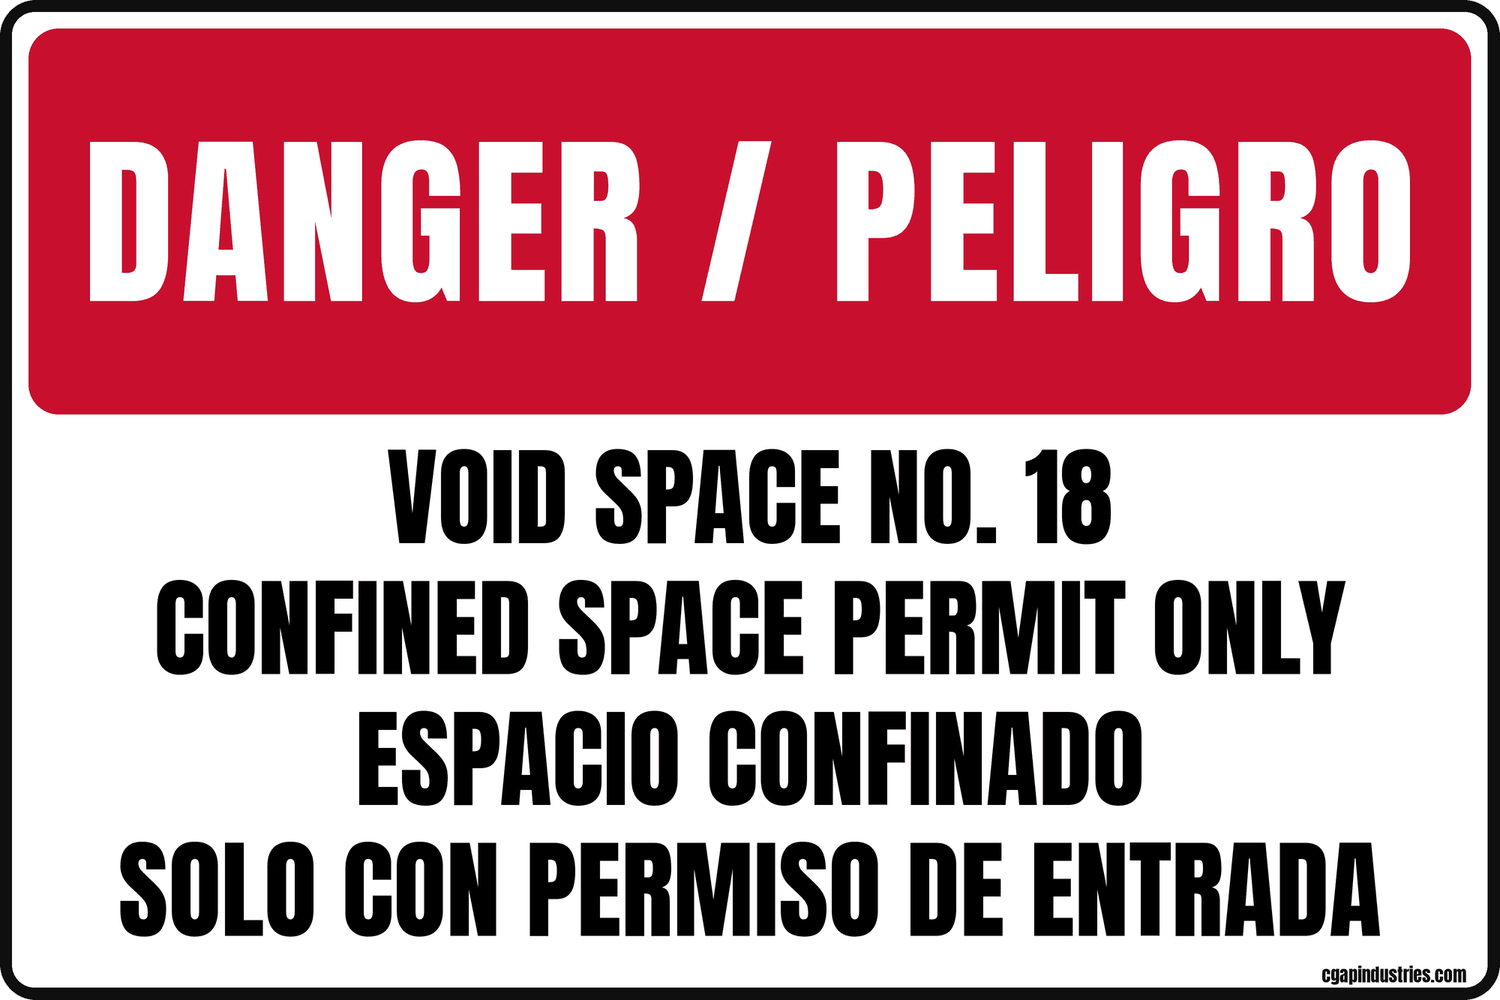 DANGER / PELIGRO
VOID SPACE NO. 18
CONFINED SPACE PERMIT ONLY
ESPACIO CONFINADO
SOLO CON PERMISO DE ENTRADA
cgapindustries.com